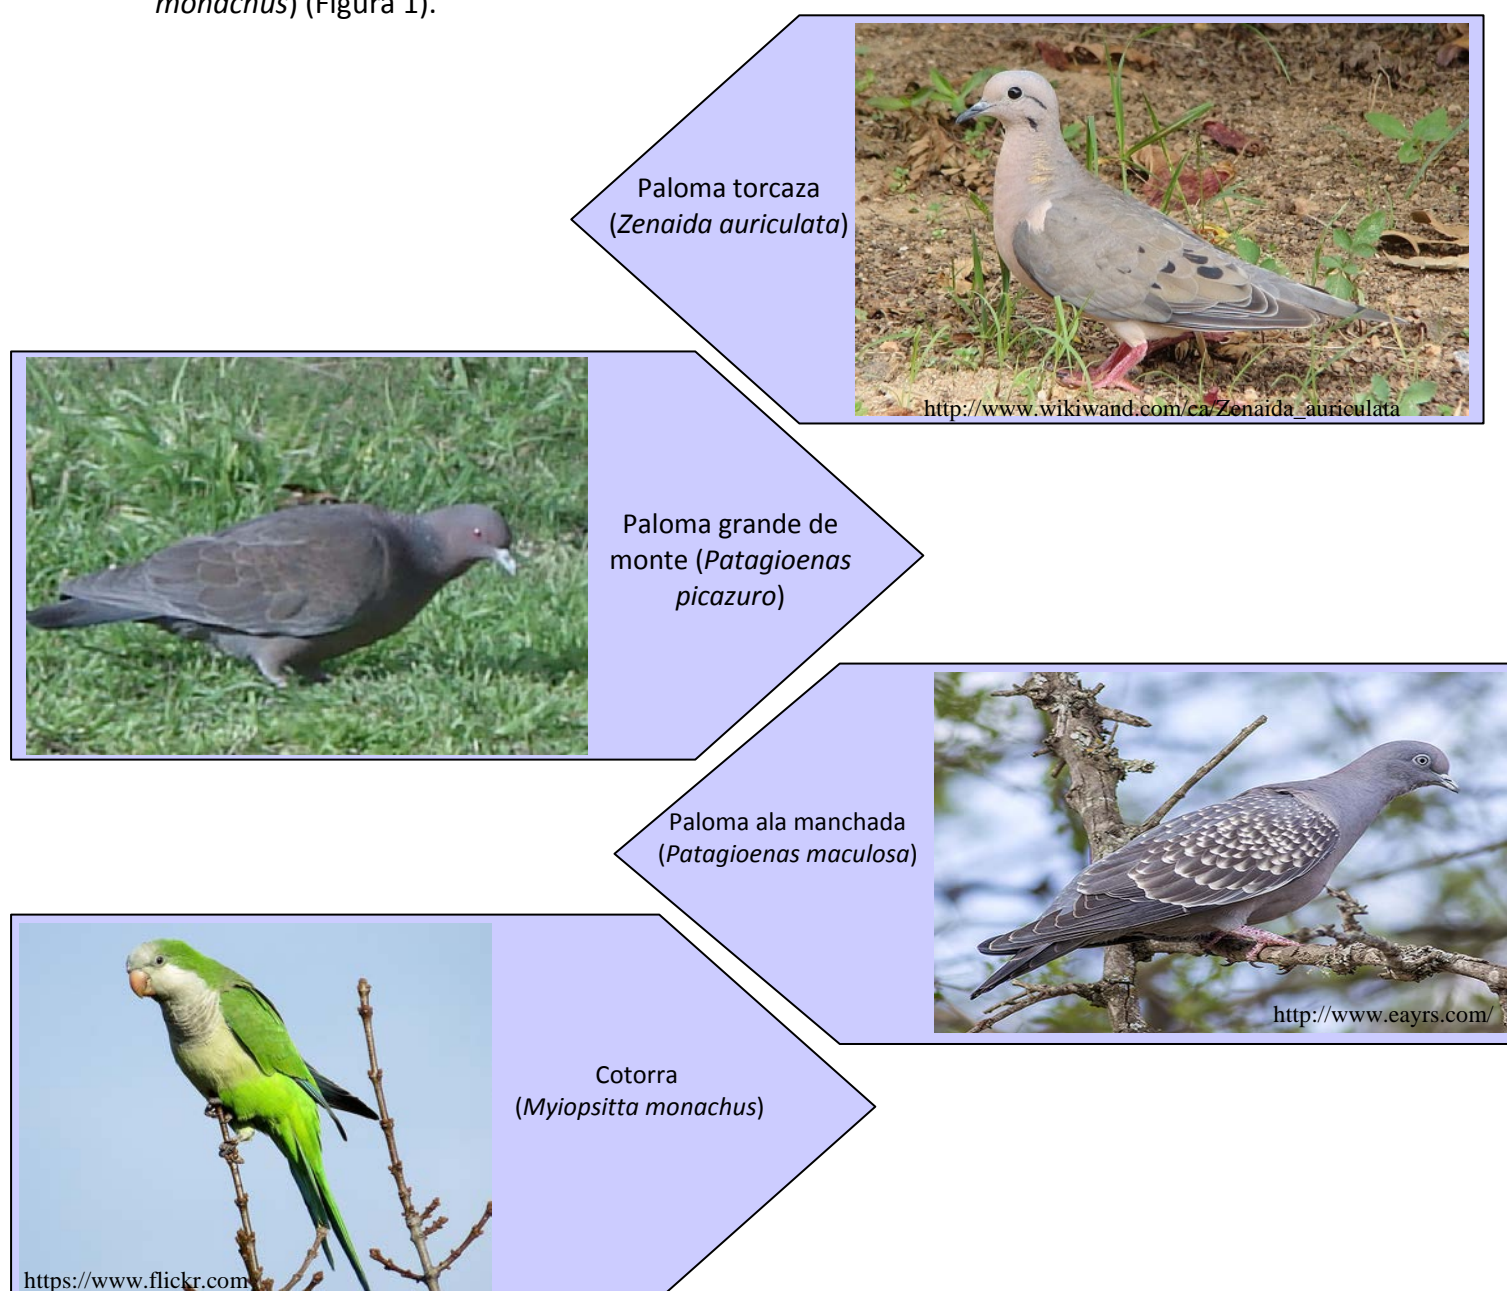 monachus) (Figura 1).
Paloma torcaza
(Zenaida auriculata)
http://www.wikiwand.com/ca/Zenaida_auriculata
Paloma grande de
monte (Patagioenas
picazuro)
Paloma ala manchada
(Patagioenas maculosa)
http://www.eayrs.com/
Cotorra
(Myiopsitta monachus)
https://www.flickr.com